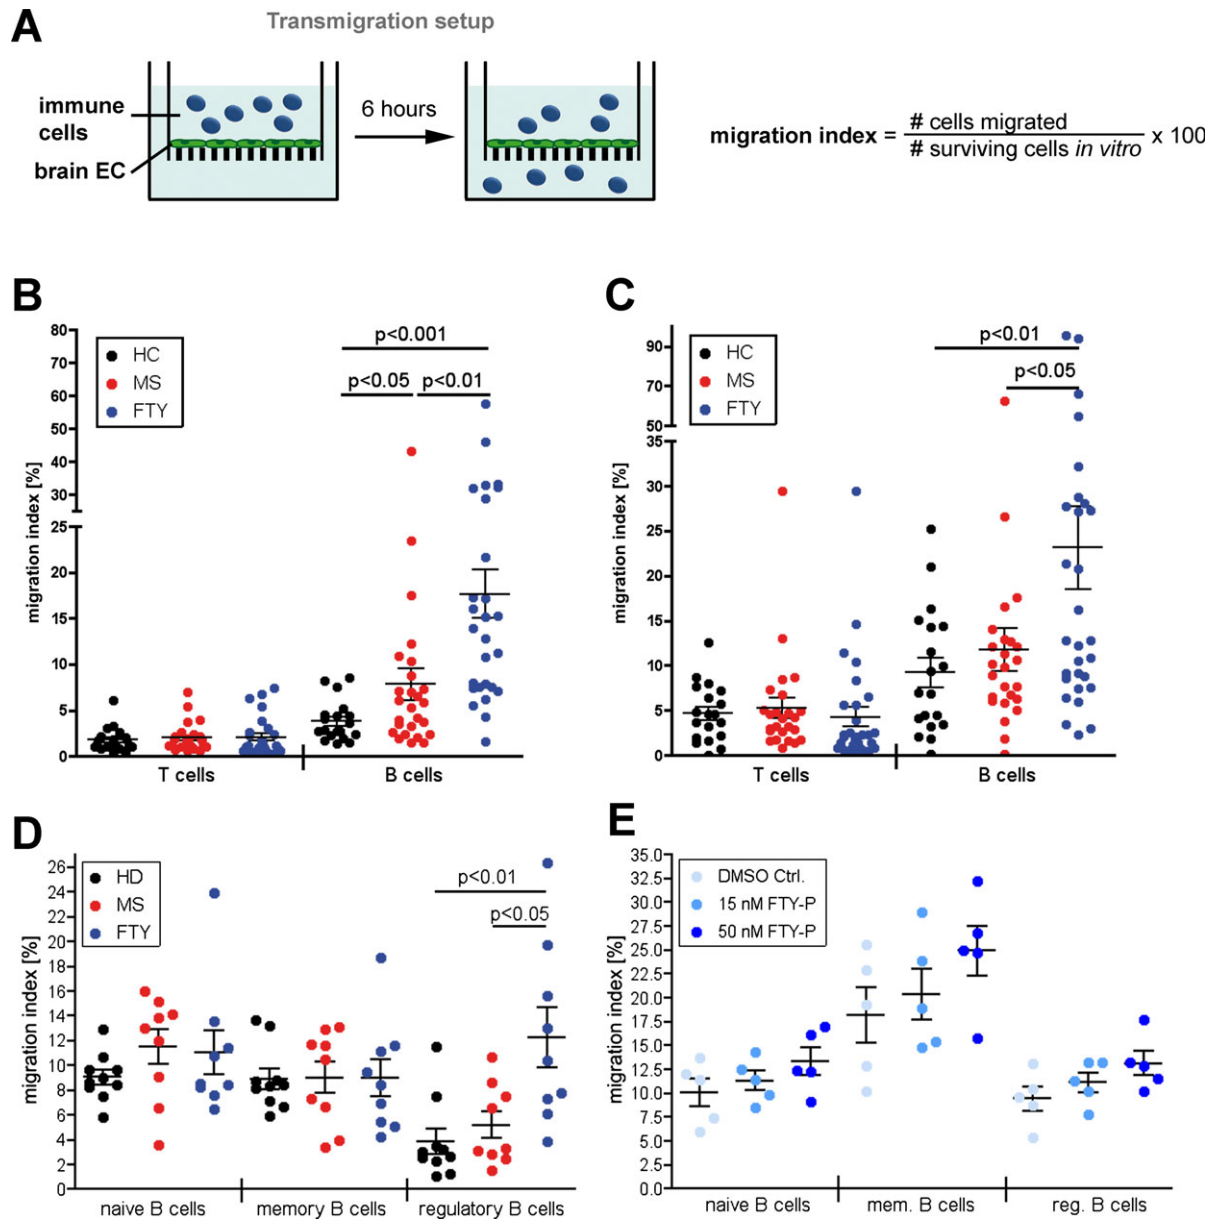 A
Transmigration setup
immune
cells
brain EC
6 hours
migration index = # cells migrated / # surviving cells in vitro x 100
B
migration index [%]
80
70
60
50
40
30
25
20
15
10
5
0
HC
MS
FTY
p<0.001
p<0.05
p<0.01
T cells
B cells
C
migration index [%]
90
70
50
35
30
25
20
15
10
5
0
HC
MS
FTY
p<0.01
p<0.05
T cells
B cells
D
migration index [%]
26
24
22
20
18
16
14
12
10
8
6
4
2
0
HD
MS
FTY
p<0.01
p<0.05
naive B cells
memory B cells
regulatory B cells
E
migration index [%]
35.0
32.5
30.0
27.5
25.0
22.5
20.0
17.5
15.0
12.5
10.0
7.5
5.0
2.5
0.0
DMSO Ctrl.
15 nM FTY-P
50 nM FTY-P
naive B cells
mem. B cells
reg. B cells